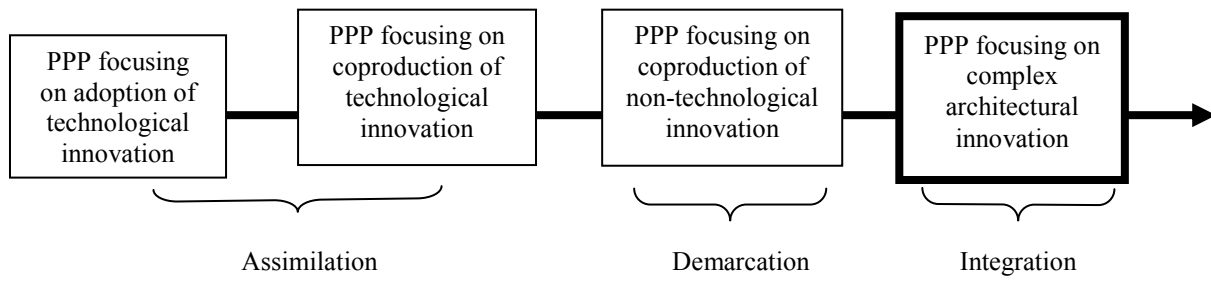 PPP focusing
on adoption of
technological
innovation
PPP focusing on
coproduction of
technological
innovation
PPP focusing on
coproduction of
non-technological
innovation
PPP focusing on
complex
architectural
innovation
Assimilation
Demarcation
Integration